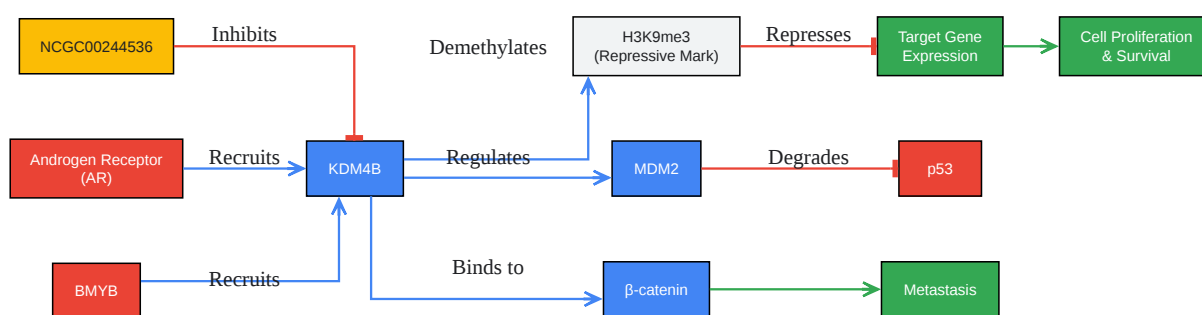 NCGC00244536
Inhibits
Demethylates
H3K9me3
(Repressive Mark)
Represses
Target Gene
Expression
Cell Proliferation
& Survival
Androgen Receptor
(AR)
Recruits
KDM4B
Regulates
MDM2
Degrades
p53
BMYB
Recruits
Binds to
β-catenin
Metastasis